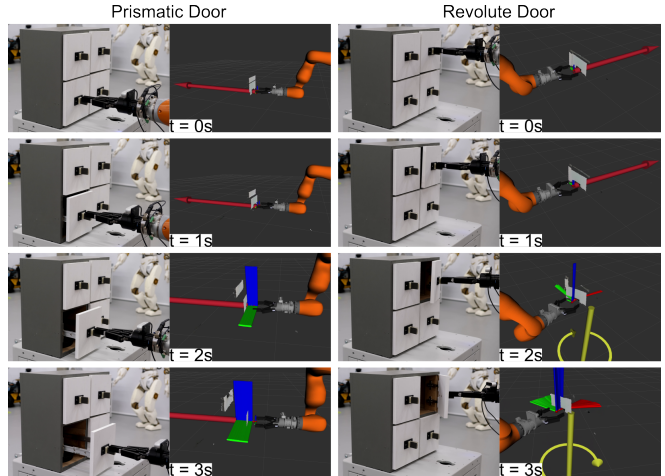 Prismatic Door
Revolute Door
t = 0s
t = 0s
t = 1s
t = 1s
t = 2s
t = 2s
t = 3s
t = 3s